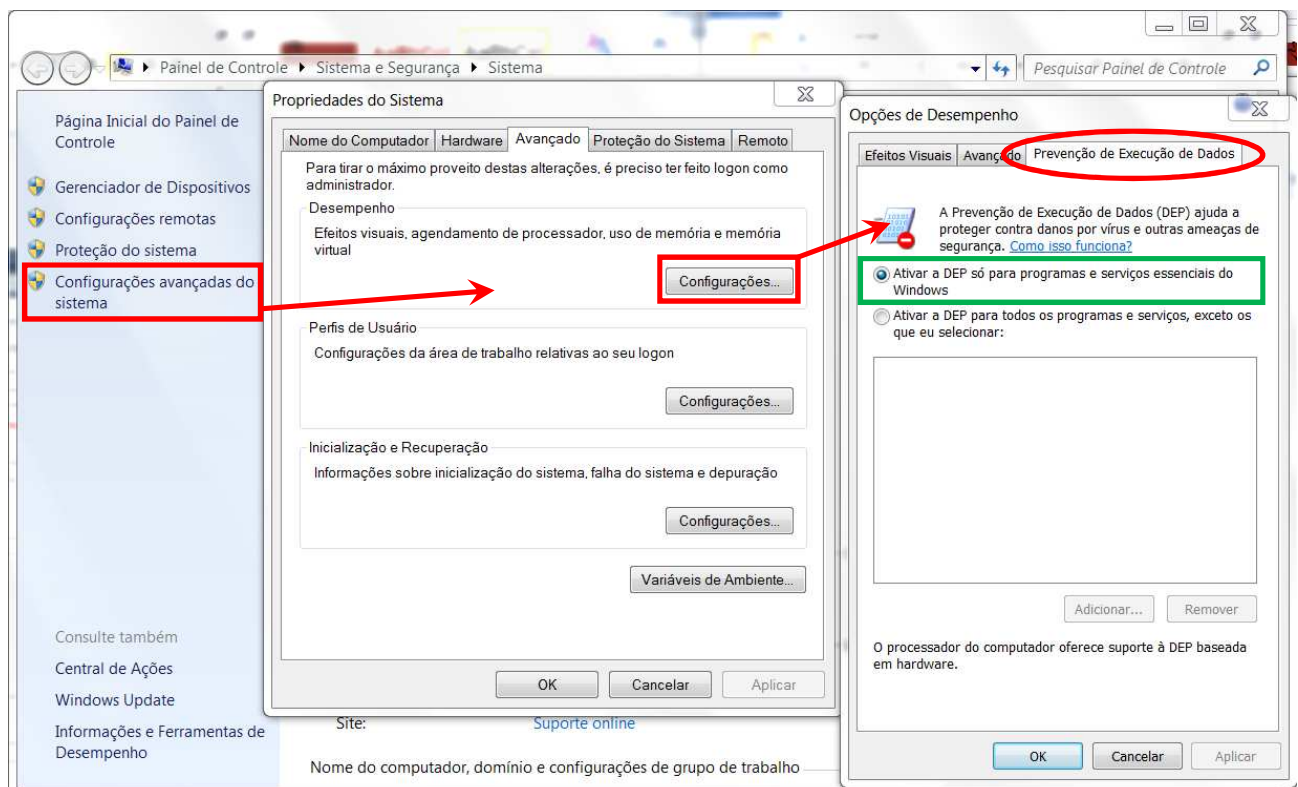 Painel de Controle ▸ Sistema e Segurança ▸ Sistema
Pesquisar Painel de Controle
Página Inicial do Painel de
Controle
Gerenciador de Dispositivos
Configurações remotas
Proteção do sistema
Configurações avançadas do
sistema
Consulte também
Central de Ações
Windows Update
Informações e Ferramentas de
Desempenho
Propriedades do Sistema
Nome do Computador
Hardware
Avançado
Proteção do Sistema
Remoto
Para tirar o máximo proveito destas alterações, é preciso ter feito logon como
administrador.
Desempenho
Efeitos visuais, agendamento de processador, uso de memória e memória
virtual
Configurações...
Perfis de Usuário
Configurações da área de trabalho relativas ao seu logon
Configurações...
Inicialização e Recuperação
Informações sobre inicialização do sistema, falha do sistema e depuração
Configurações...
Variáveis de Ambiente...
OK
Cancelar
Aplicar
Site:
Suporte online
Nome do computador, domínio e configurações de grupo de trabalho
Opções de Desempenho
Efeitos Visuais
Avançado
Prevenção de Execução de Dados
A Prevenção de Execução de Dados (DEP) ajuda a
proteger contra danos por vírus e outras ameaças de
segurança. Como isso funciona?
Ativar a DEP só para programas e serviços essenciais do
Windows
Ativar a DEP para todos os programas e serviços, exceto os
que eu selecionar:
Adicionar...
Remover
O processador do computador oferece suporte à DEP baseada
em hardware.
OK
Cancelar
Aplicar